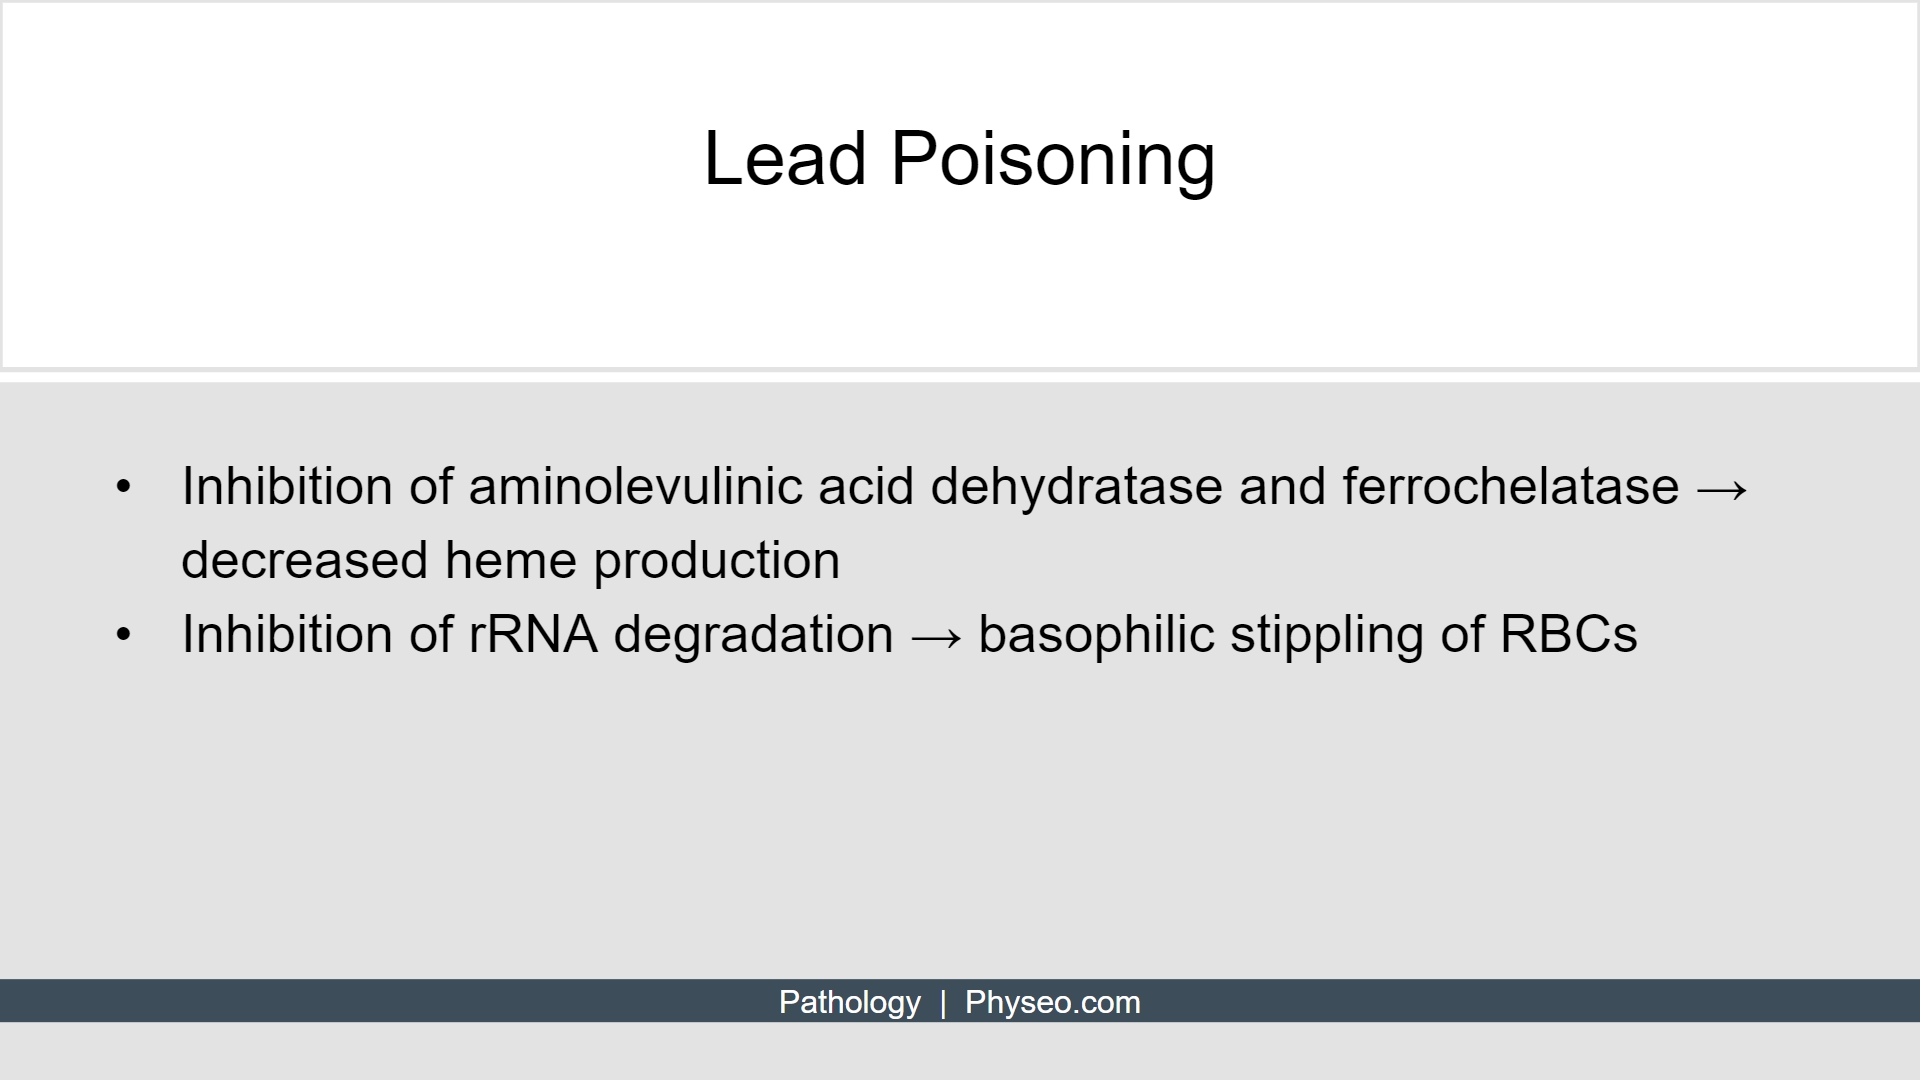 Lead Poisoning
• Inhibition of aminolevulinic acid dehydratase and ferrochelatase →
decreased heme production
• Inhibition of rRNA degradation → basophilic stippling of RBCs
Pathology | Physeo.com